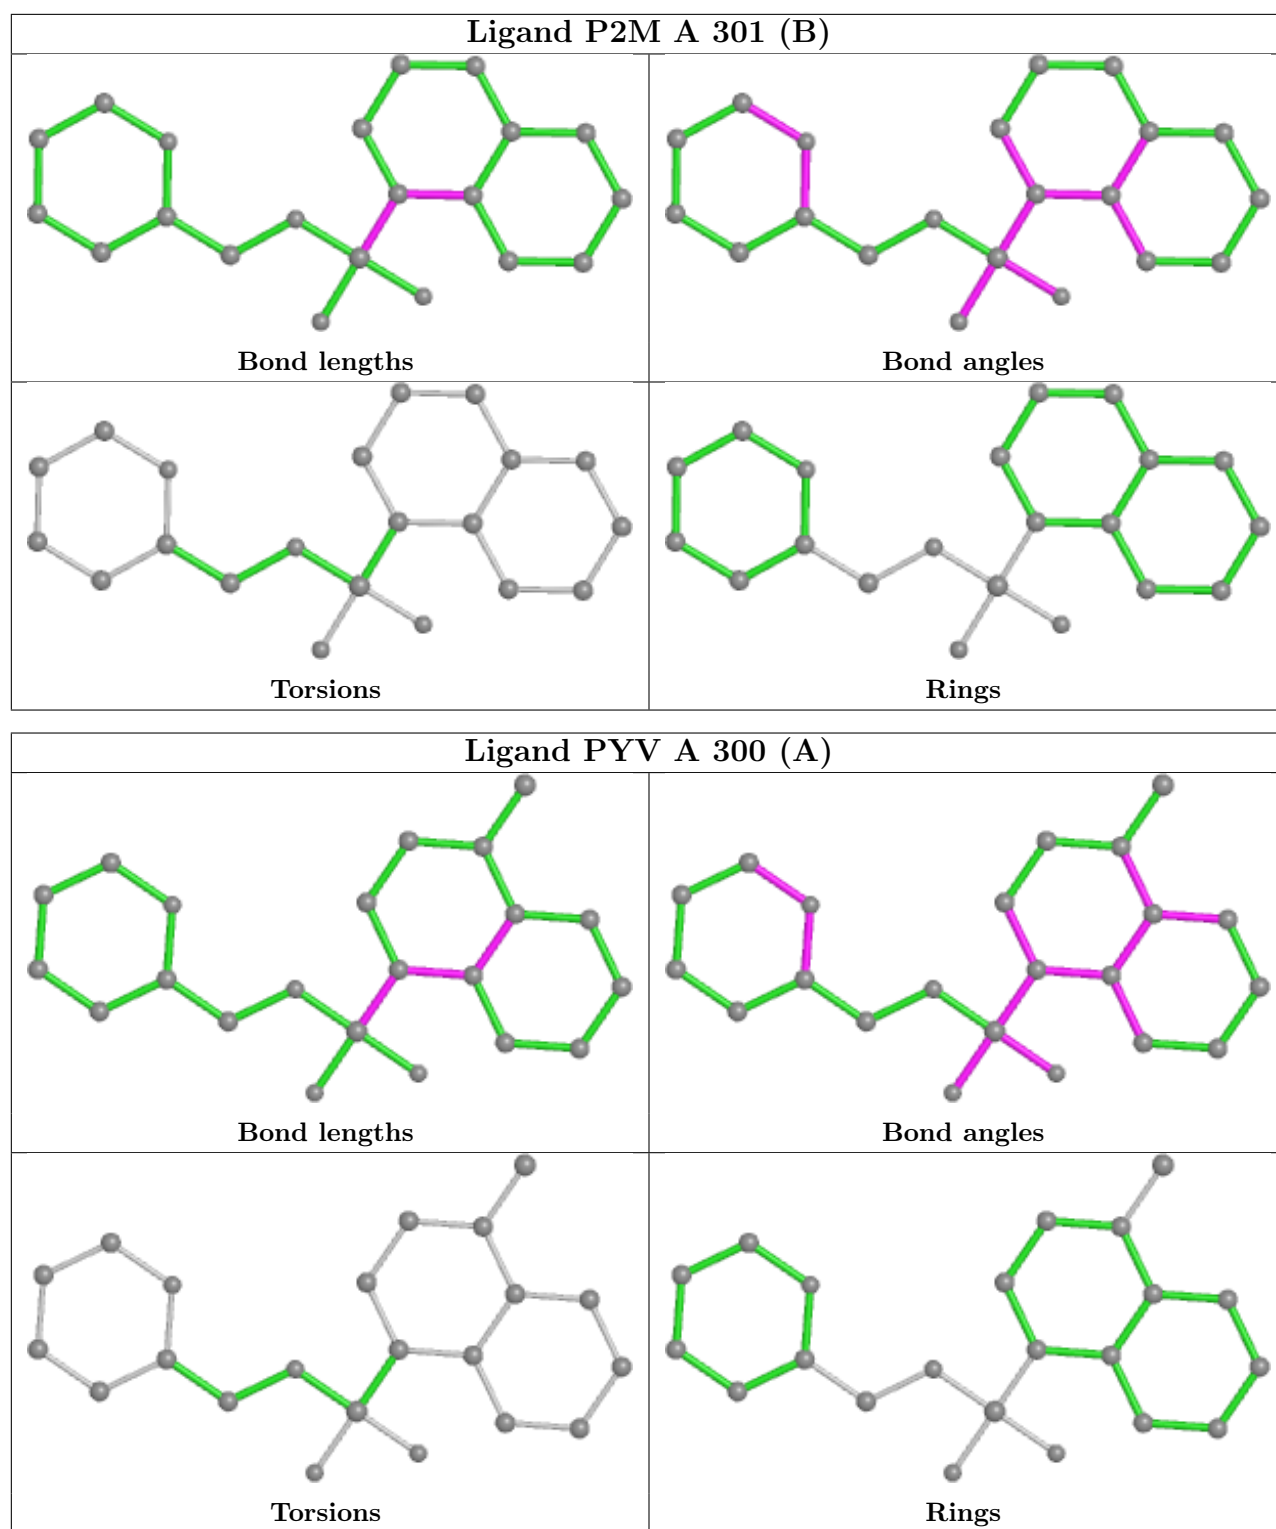 Ligand P2M A 301 (B)
Bond lengths
Bond angles
Torsions
Rings
Ligand PYV A 300 (A)
Bond lengths
Bond angles
Torsions
Rings